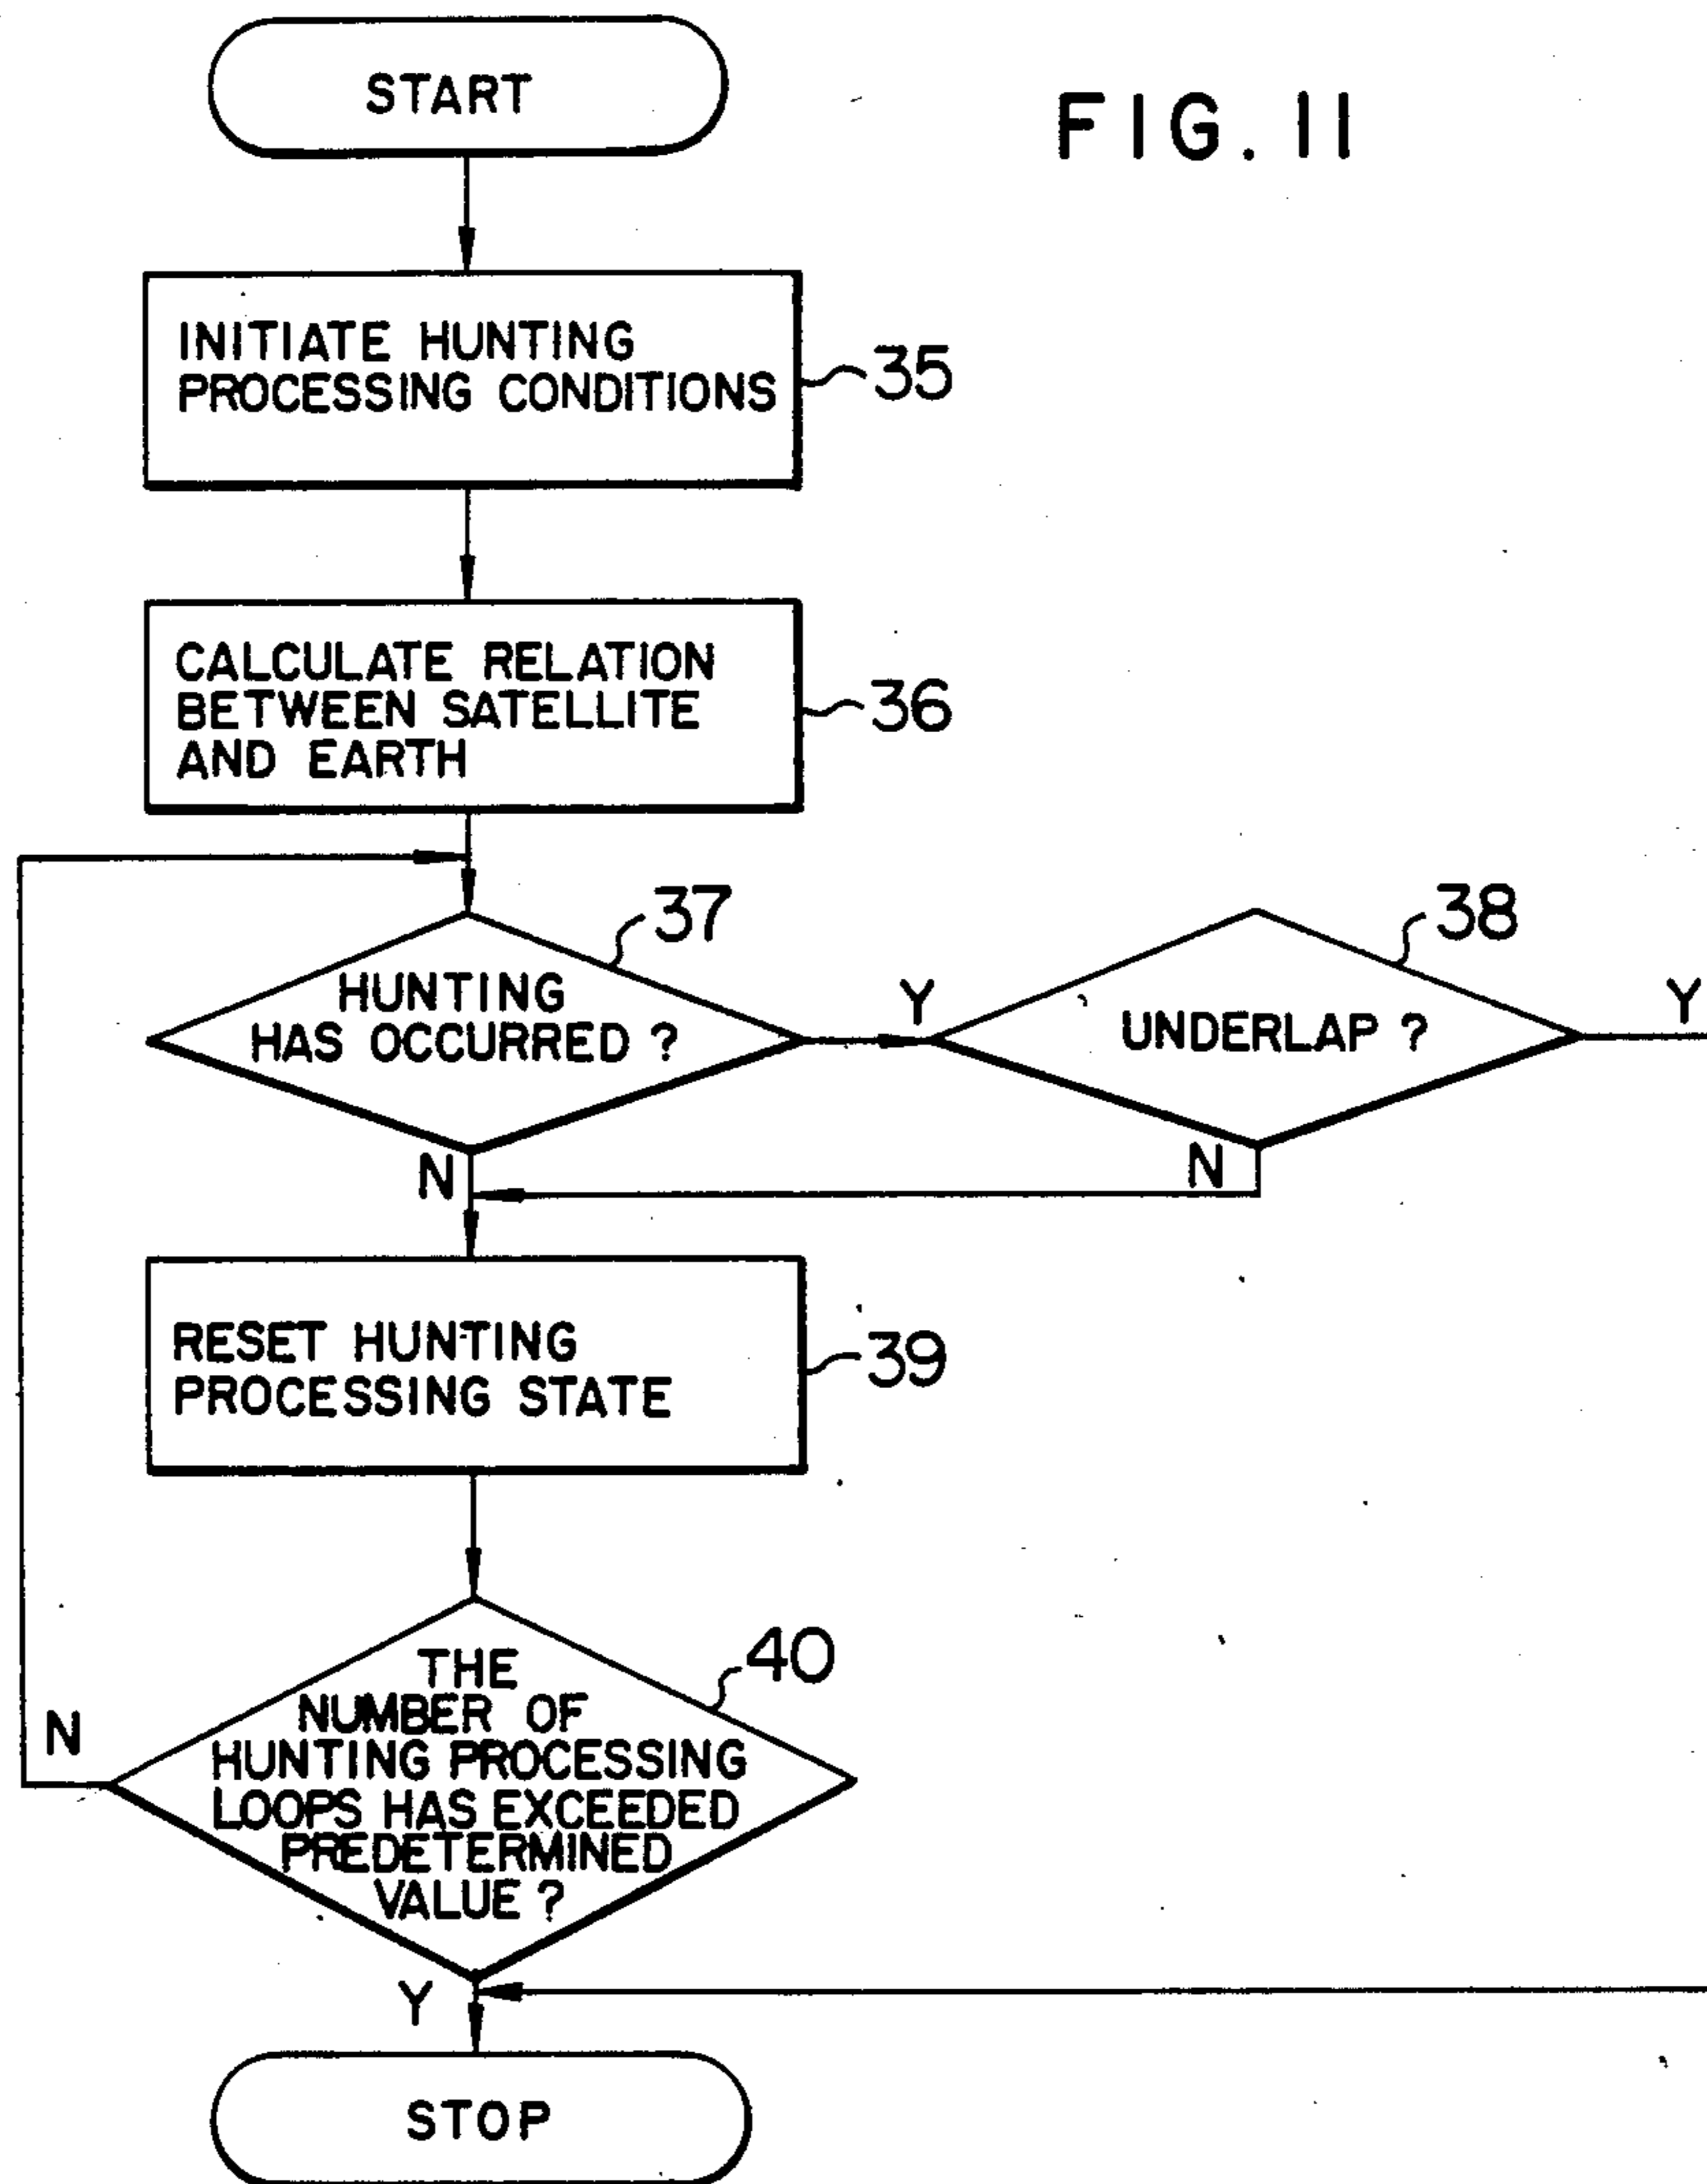 START
FIG. 11
INITIATE HUNTING
PROCESSING CONDITIONS
35
CALCULATE RELATION
BETWEEN SATELLITE
AND EARTH
36
37
HUNTING
HAS OCCURRED ?
Y
38
UNDERLAP ?
Y
N
N
RESET HUNTING
PROCESSING STATE
39
40
THE
NUMBER OF
HUNTING PROCESSING
LOOPS HAS EXCEEDED
PREDETERMINED
VALUE ?
N
Y
STOP